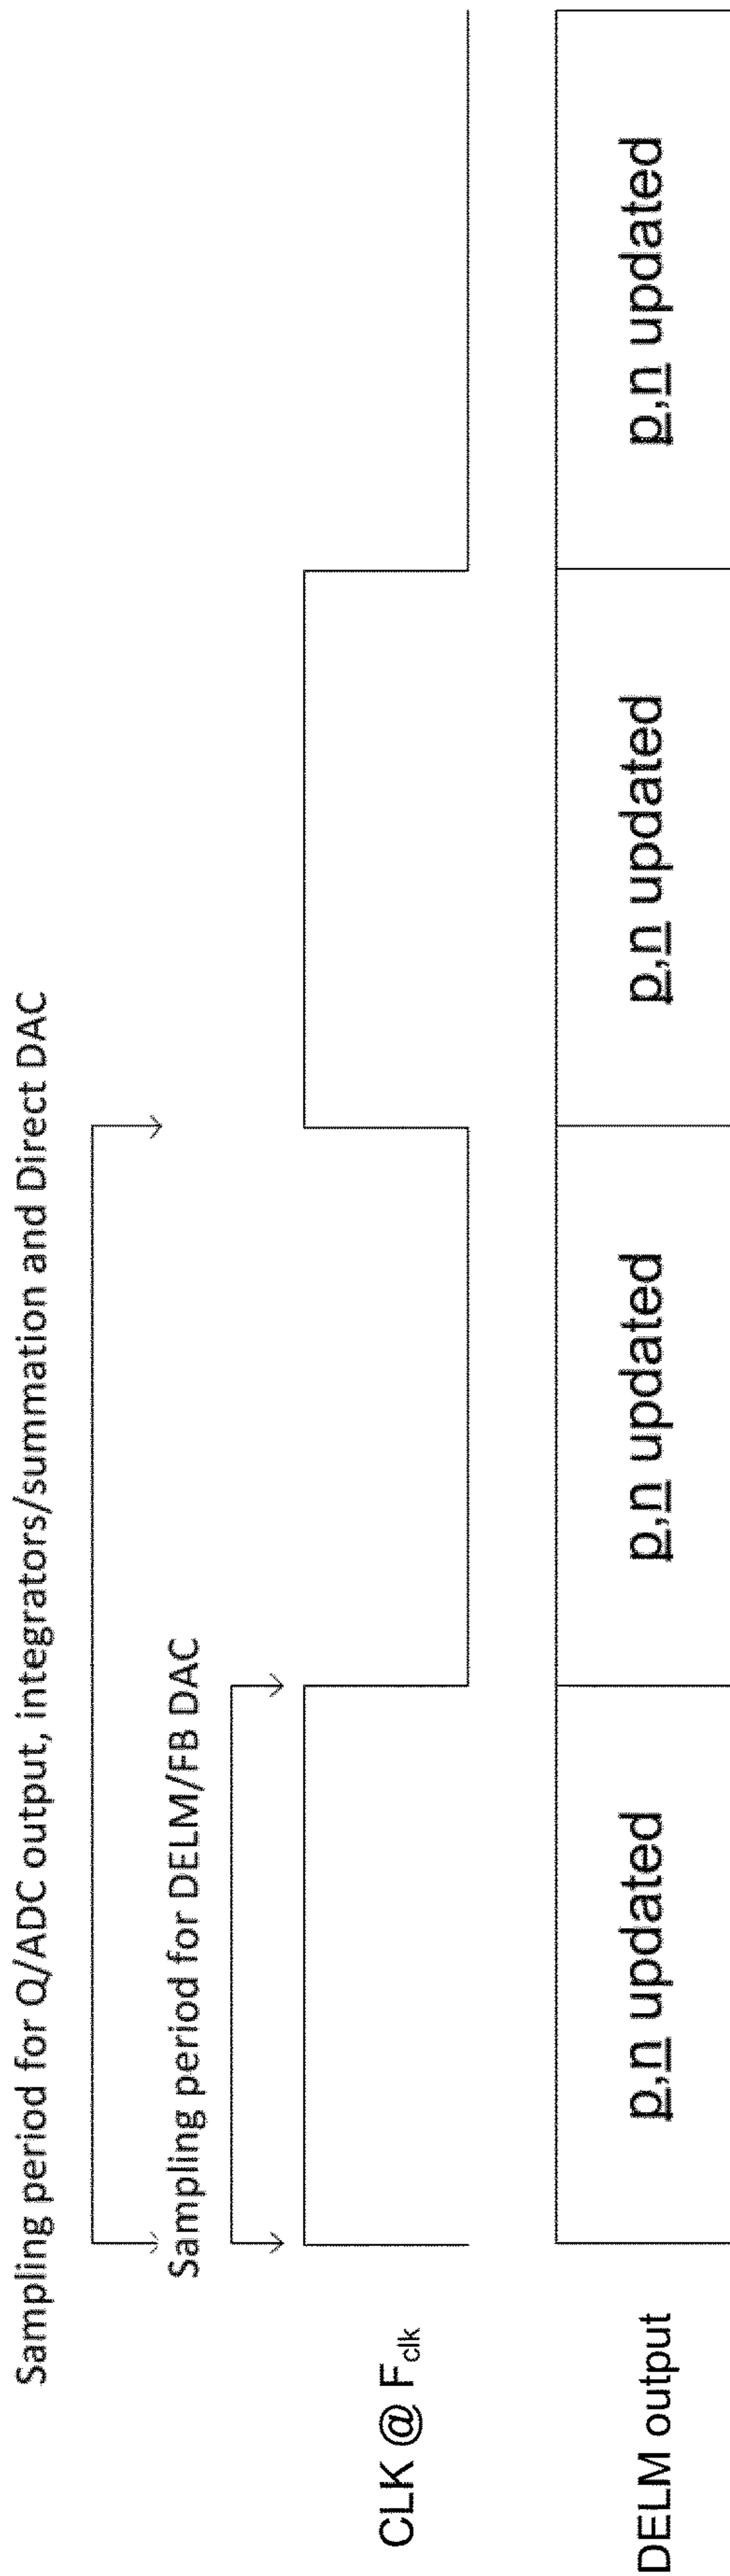 Sampling period for Q/ADC output, integrators/summation and Direct DAC
Sampling period for DELM/FB DAC
CLK @ Fclk
DELM output
p,n updated
p,n updated
p,n updated
p,n updated